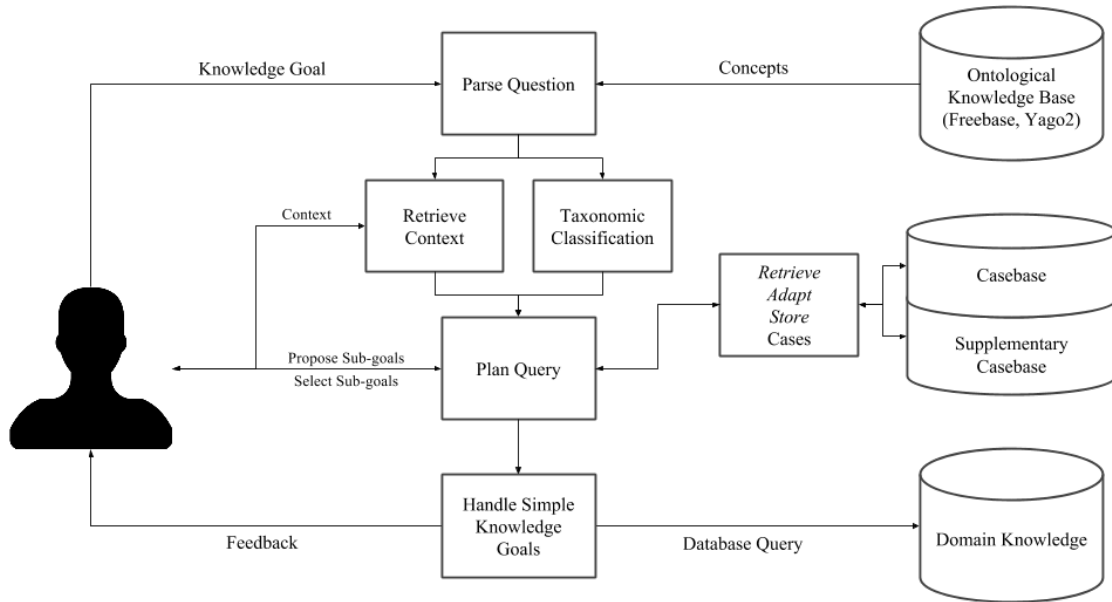 Knowledge Goal
Parse Question
Concepts
Ontological
Knowledge Base
(Freebase, Yago2)
Context
Retrieve
Context
Taxonomic
Classification
Retrieve
Adapt
Store
Cases
Casebase
Supplementary
Casebase
Propose Sub-goals
Select Sub-goals
Plan Query
Handle Simple
Knowledge
Goals
Feedback
Database Query
Domain Knowledge